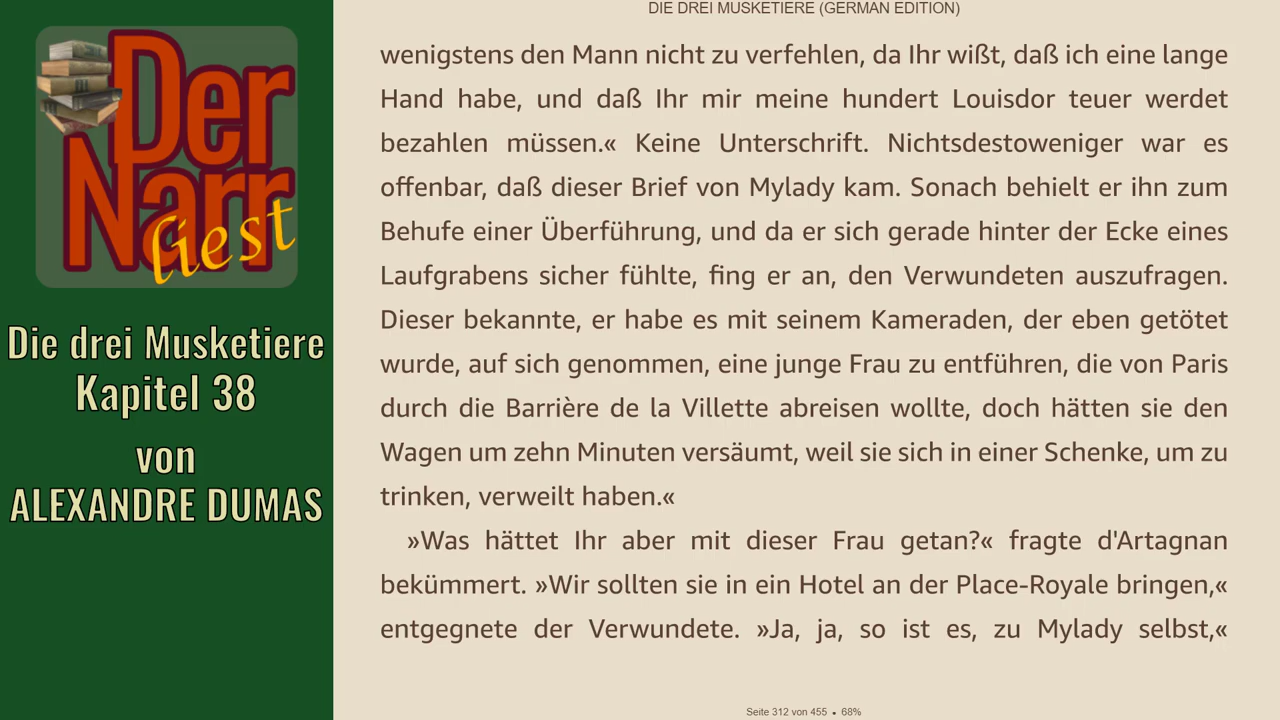 Der
Narr
liest
Die drei Musketiere
Kapitel 38
von
ALEXANDRE DUMAS
DIE DREI MUSKETIERE (GERMAN EDITION)
wenigstens den Mann nicht zu verfehlen, da Ihr wißt, daß ich eine lange
Hand habe, und daß Ihr mir meine hundert Louisdor teuer werdet
bezahlen müssen.« Keine Unterschrift. Nichtsdestoweniger war es
offenbar, daß dieser Brief von Mylady kam. Sonach behielt er ihn zum
Behufe einer Überführung, und da er sich gerade hinter der Ecke eines
Laufgrabens sicher fühlte, fing er an, den Verwundeten auszufragen.
Dieser bekannte, er habe es mit seinem Kameraden, der eben getötet
wurde, auf sich genommen, eine junge Frau zu entführen, die von Paris
durch die Barrière de la Villette abreisen wollte, doch hätten sie den
Wagen um zehn Minuten versäumt, weil sie sich in einer Schenke, um zu
trinken, verweilt haben.«
»Was hättet Ihr aber mit dieser Frau getan?« fragte d'Artagnan
bekümmert. »Wir sollten sie in ein Hotel an der Place-Royale bringen,«
entgegnete der Verwundete. »Ja, ja, so ist es, zu Mylady selbst,«
Seite 312 von 455 • 68%